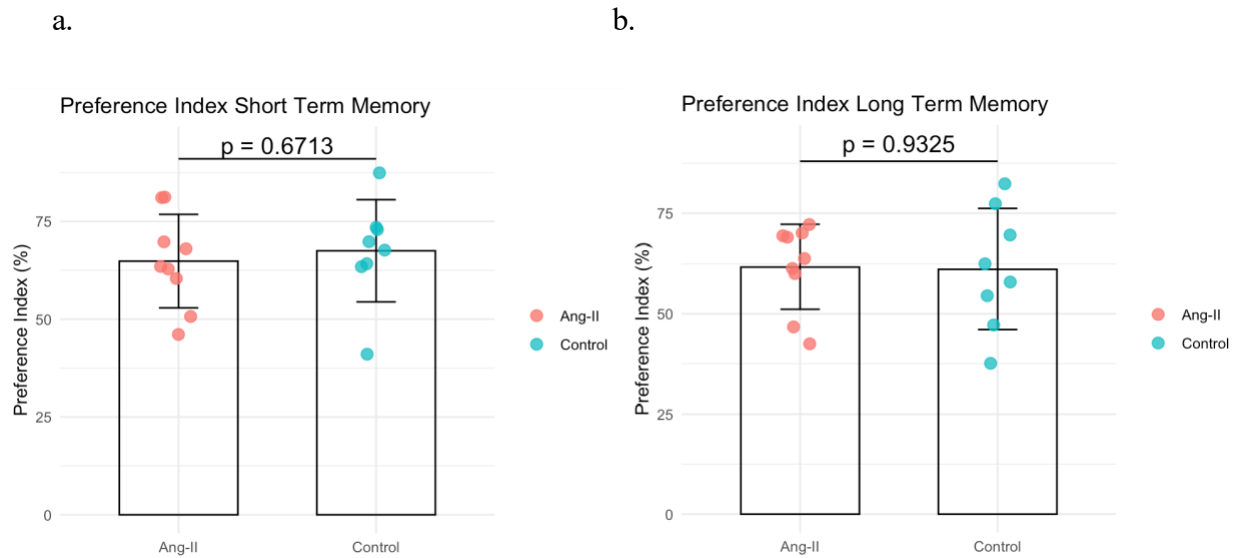 a.
b.
Preference Index Short Term Memory
p = 0.6713
Preference Index (%)
75
50
25
0
Ang-II
Control
Ang-II
Control
Preference Index Long Term Memory
p = 0.9325
Preference Index (%)
75
50
25
0
Ang-II
Control
Ang-II
Control